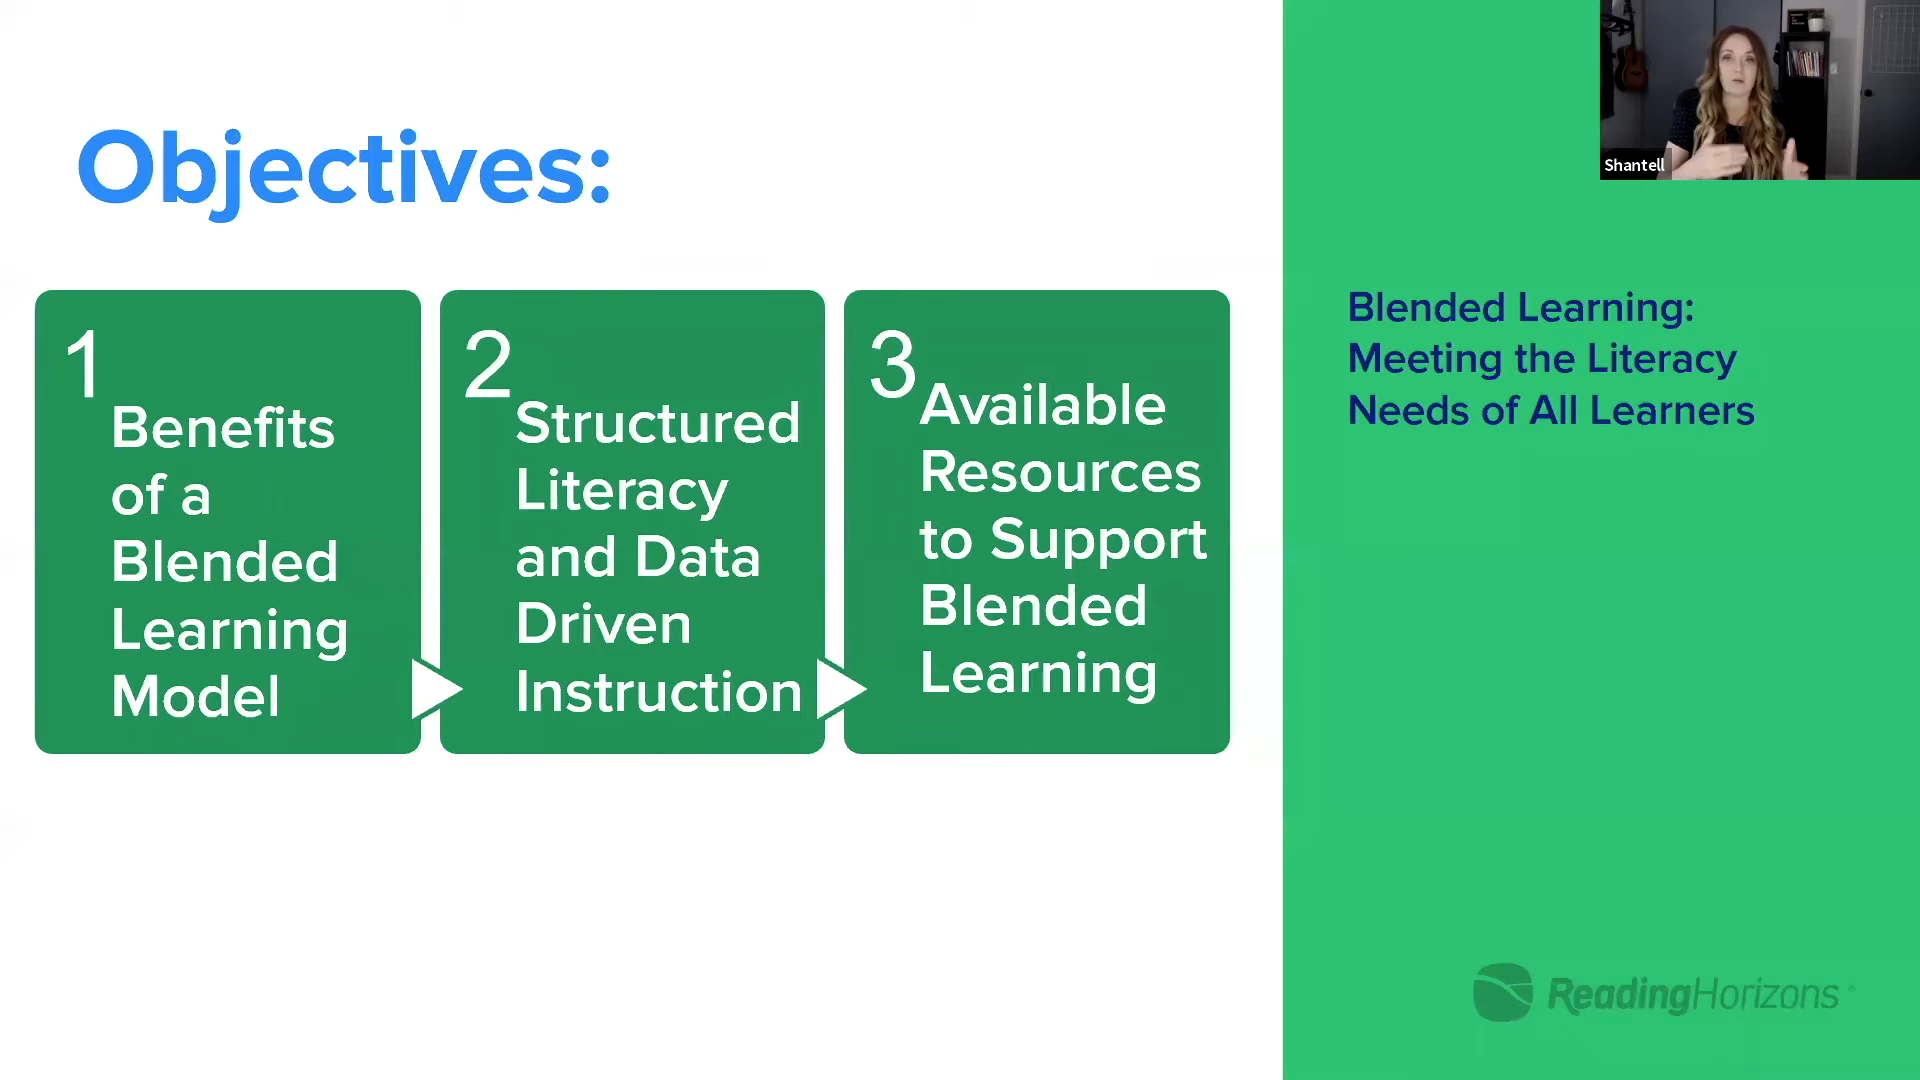 Objectives:
1
Benefits
of a
Blended
Learning
Model
2
Structured
Literacy
and Data
Driven
Instruction
3
Available
Resources
to Support
Blended
Learning
Shantell
Blended Learning:
Meeting the Literacy
Needs of All Learners
ReadingHorizons